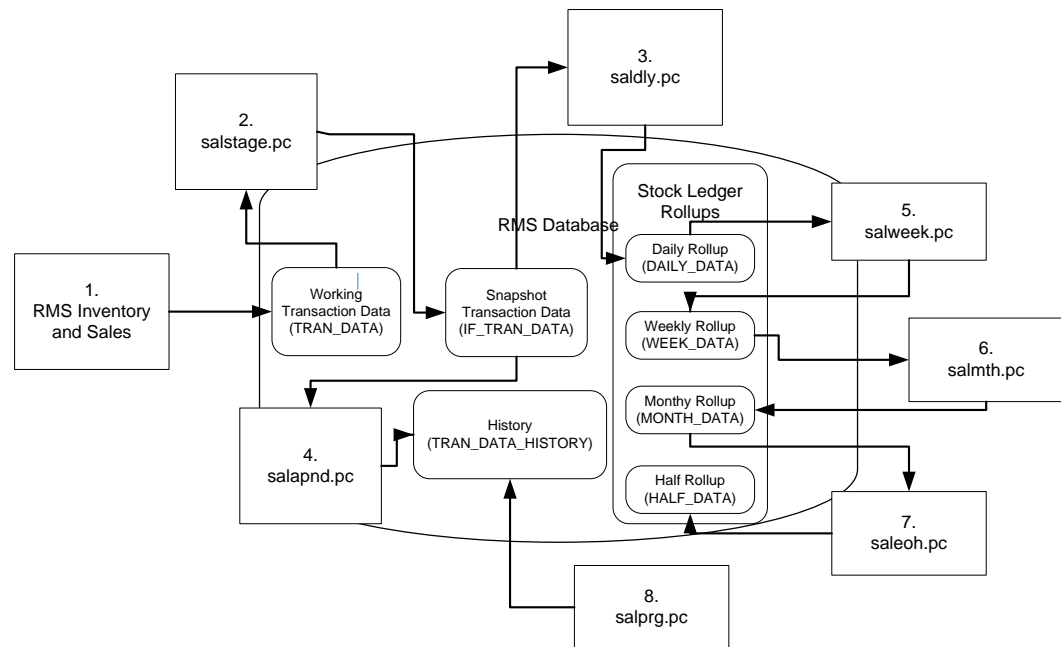 3.
saldly.pc
2.
salstage.pc
Stock Ledger
Rollups
RMS Database
5.
salweek.pc
Daily Rollup
(DAILY_DATA)
1.
RMS Inventory
and Sales
Working
Transaction Data
(TRAN_DATA)
Snapshot
Transaction Data
(IF_TRAN_DATA)
Weekly Rollup
(WEEK_DATA)
6.
salmth.pc
Monthy Rollup
(MONTH_DATA)
4.
salapnd.pc
History
(TRAN_DATA_HISTORY)
Half Rollup
(HALF_DATA)
7.
saleoh.pc
8.
salprg.pc